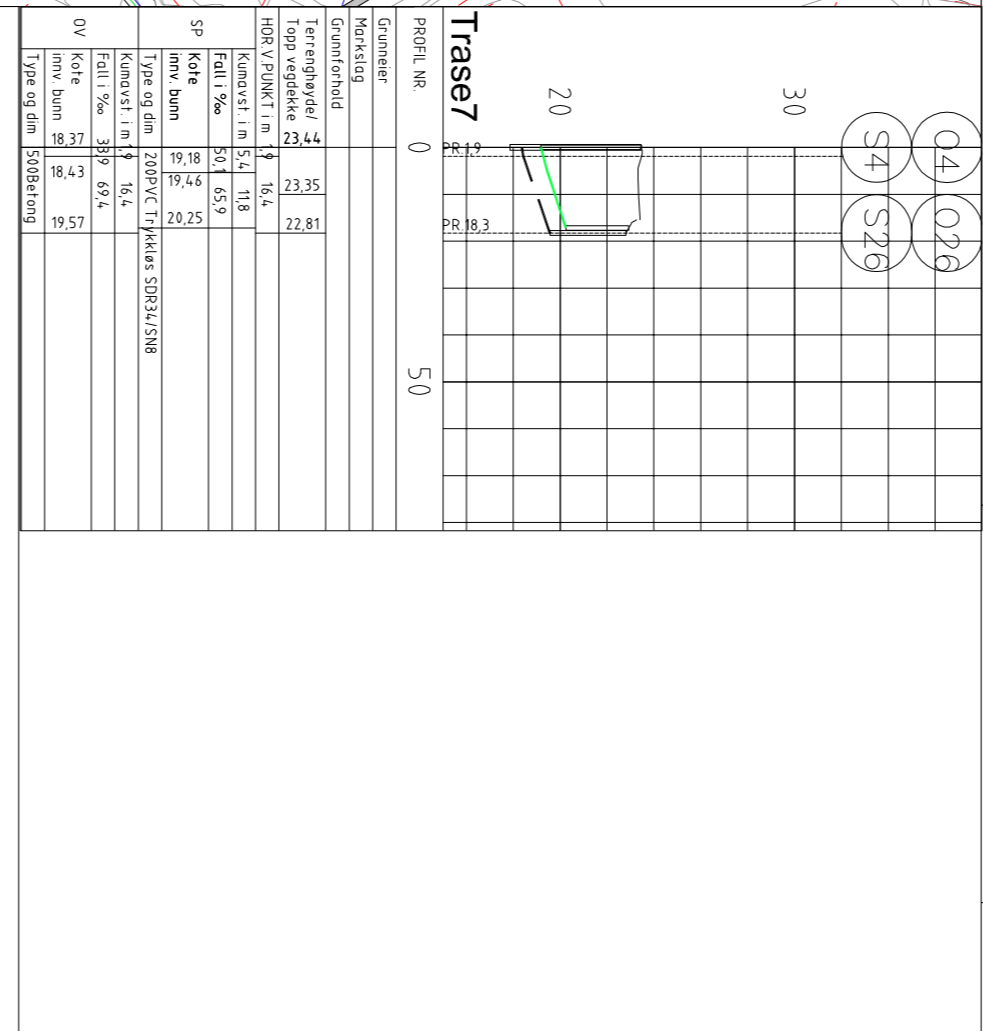 O4
O26
S4
S26
30
20
PR.1,9
PR.18,3
Trase7
PROFIL NR.
0
50
Grunneier
Markslag
Grunnforhold
Terrenghøyde/
Topp vegdekke
23,44
23,35
22,81
HOR.V.PUNKT i m
1,9
16,4
SP
Kumavst. i m
5,4
11,8
Fall i ‰
50,1
65,9
Kote
innv. bunn
19,18
19,46
20,25
Type og dim
200PVC Trykkløs SDR34/SN8
OV
Kumavst. i m
1,9
16,4
Fall i ‰
69,4
Kote
innv. bunn
18,37
18,43
19,57
Type og dim
500Betong